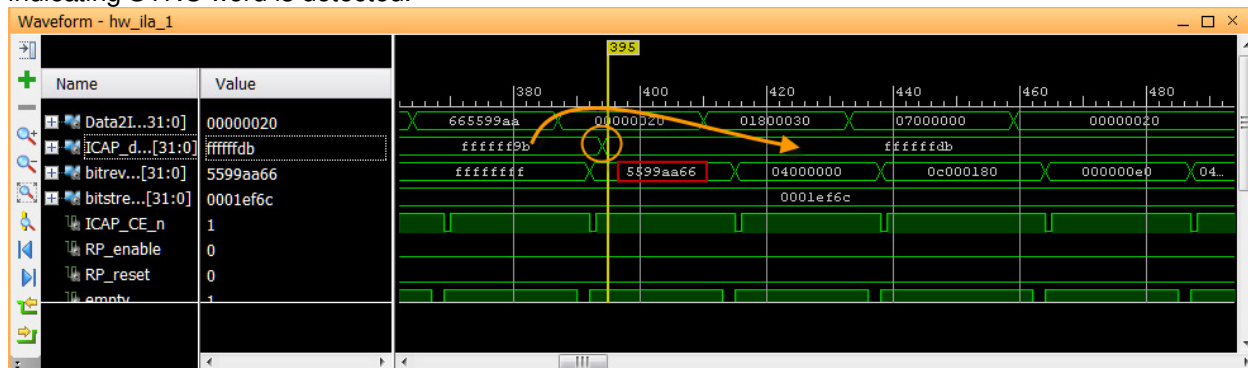 Waveform - hw_ila_1
395
Name Value
380 400 420 440 460 480
Data2I...31:0] 00000020 665599aa 00000020 01800030 07000000 00000020
ICAP_d...[31:0] ffffffdb ffffff9b ffffffdb
bitrev...[31:0] 5599aa66 ffffffff 5599aa66 04000000 0c000180 000000e0 04...
bitstre...[31:0] 0001ef6c 0001ef6c
ICAP_CE_n 1
RP_enable 0
RP_reset 0
empty 1